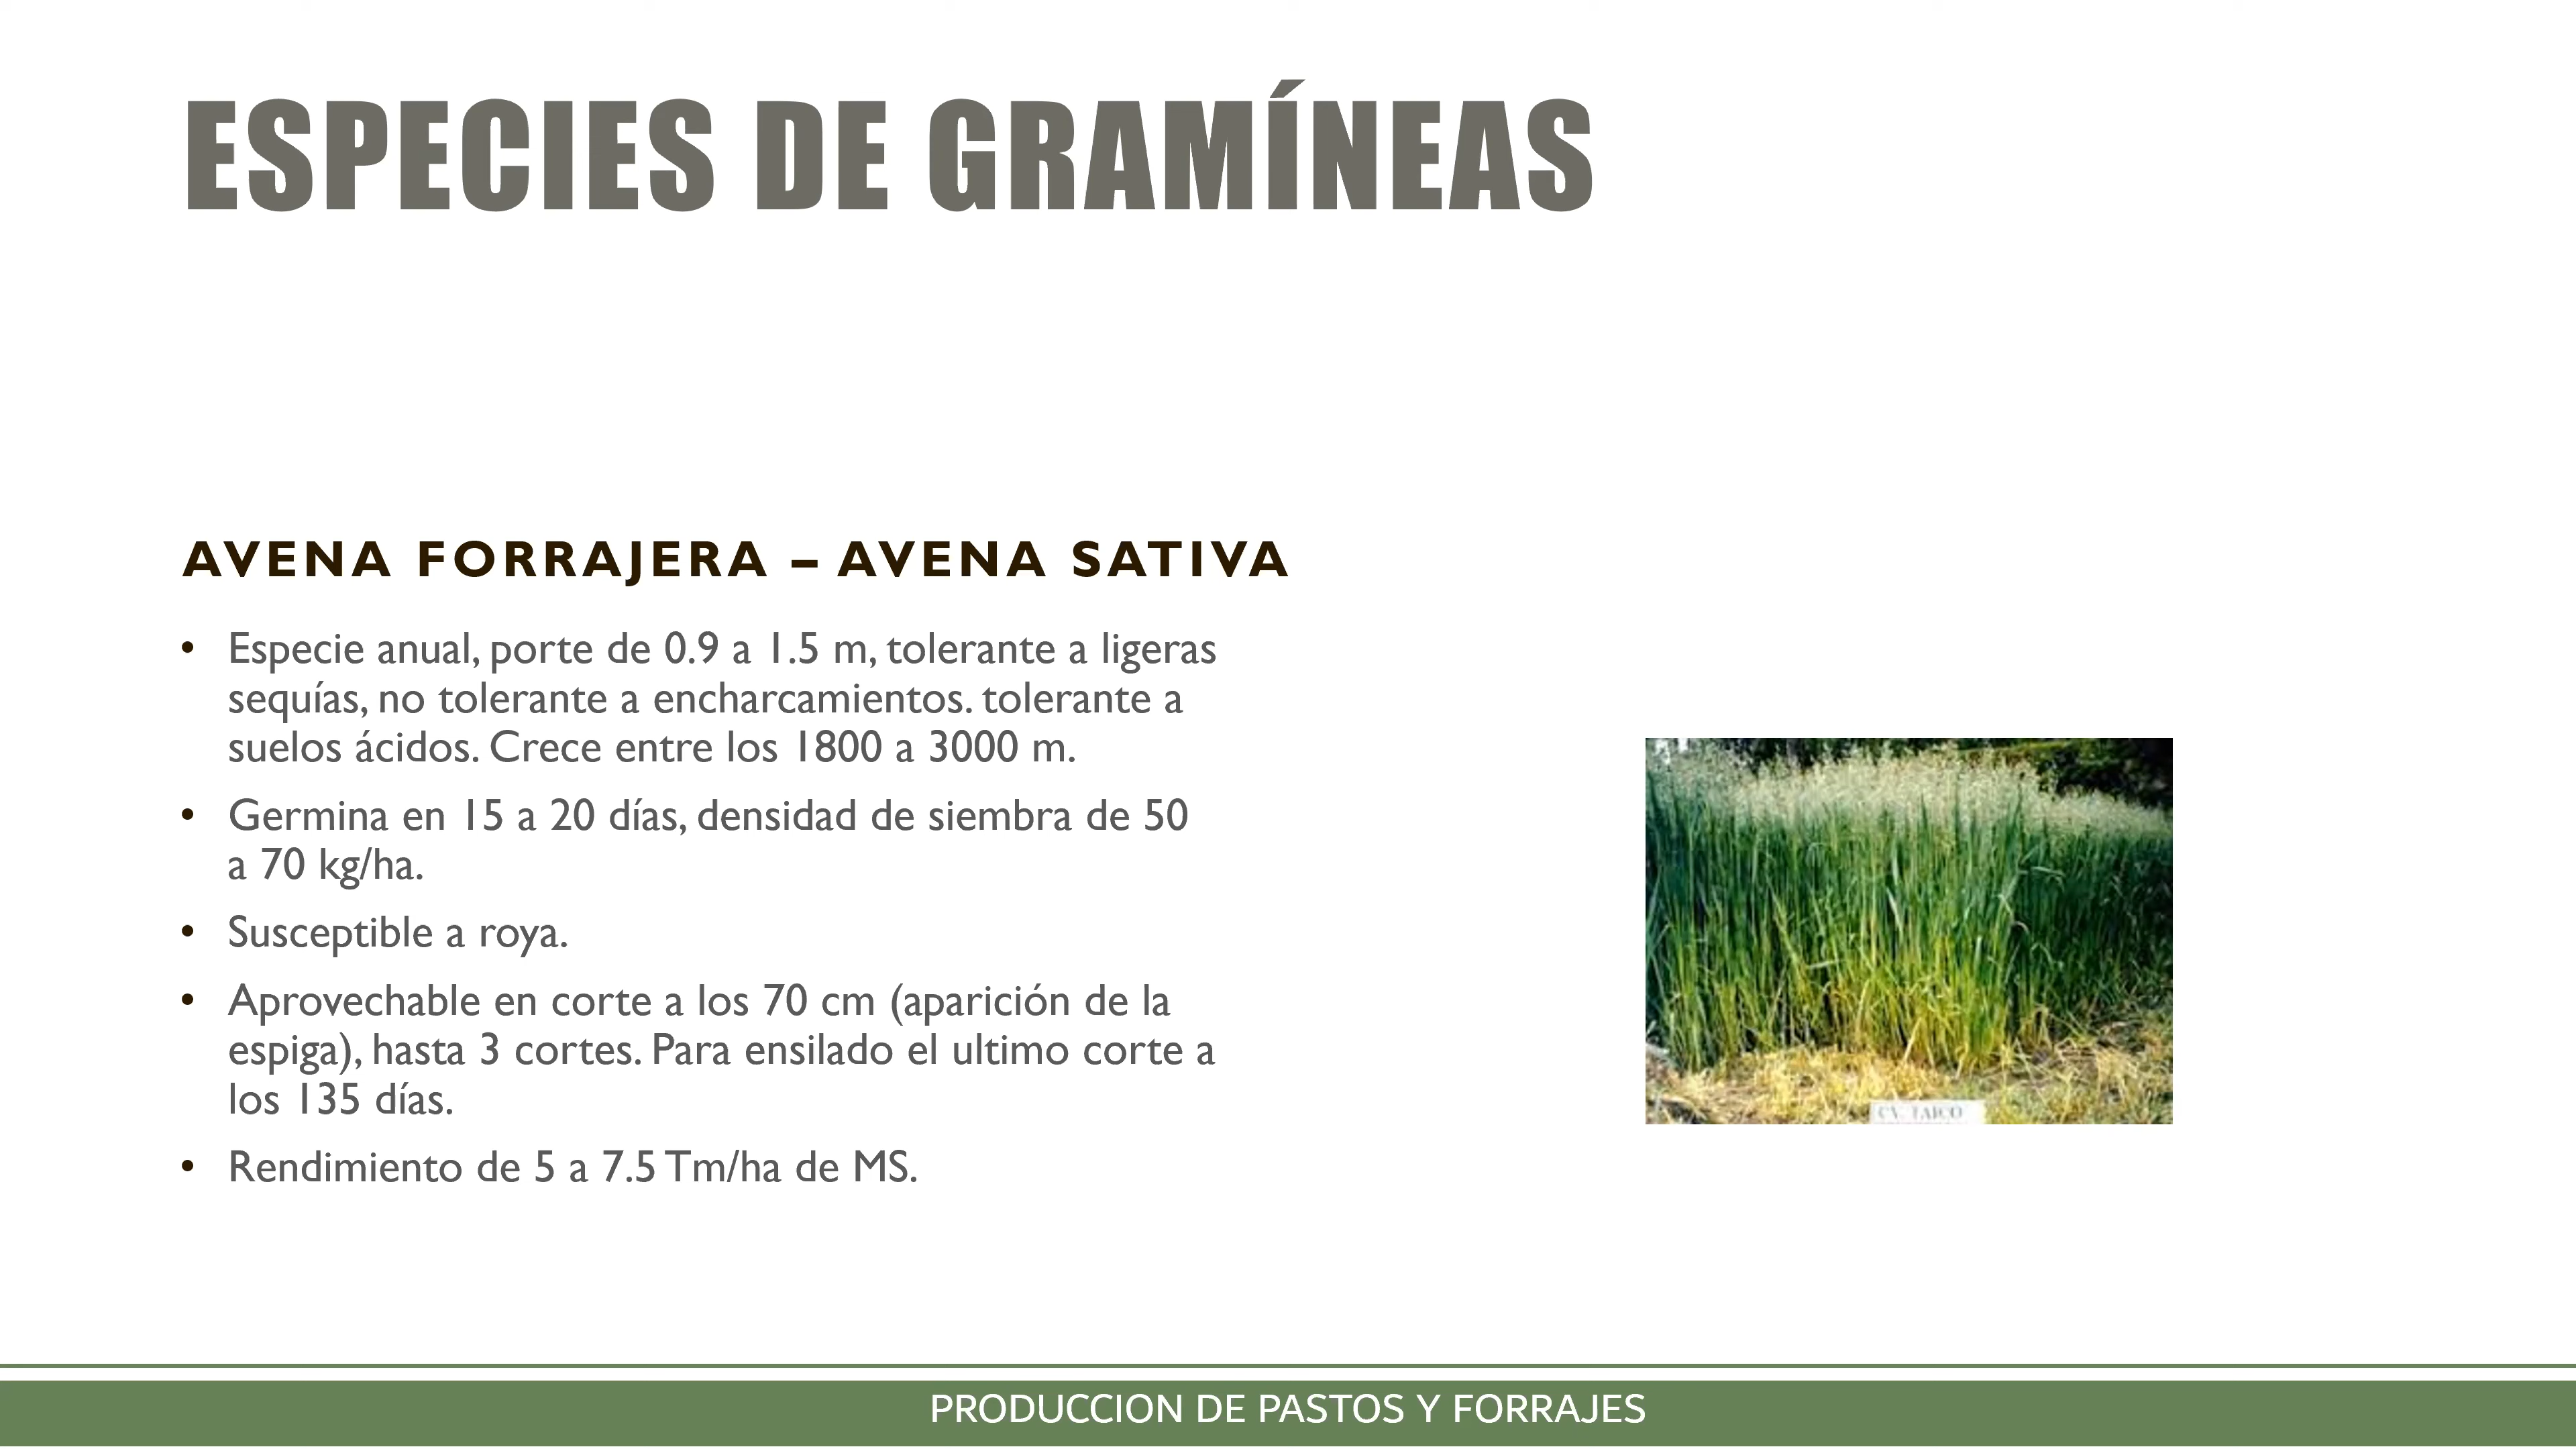 ESPECIES DE GRAMÍNEAS
AVENA FORRAJERA – AVENA SATIVA
• Especie anual, porte de 0.9 a 1.5 m, tolerante a ligeras
sequías, no tolerante a encharcamientos. tolerante a
suelos ácidos. Crece entre los 1800 a 3000 m.
• Germina en 15 a 20 días, densidad de siembra de 50
a 70 kg/ha.
• Susceptible a roya.
• Aprovechable en corte a los 70 cm (aparición de la
espiga), hasta 3 cortes. Para ensilado el ultimo corte a
los 135 días.
• Rendimiento de 5 a 7.5 Tm/ha de MS.
CV.
PRODUCCION DE PASTOS Y FORRAJES